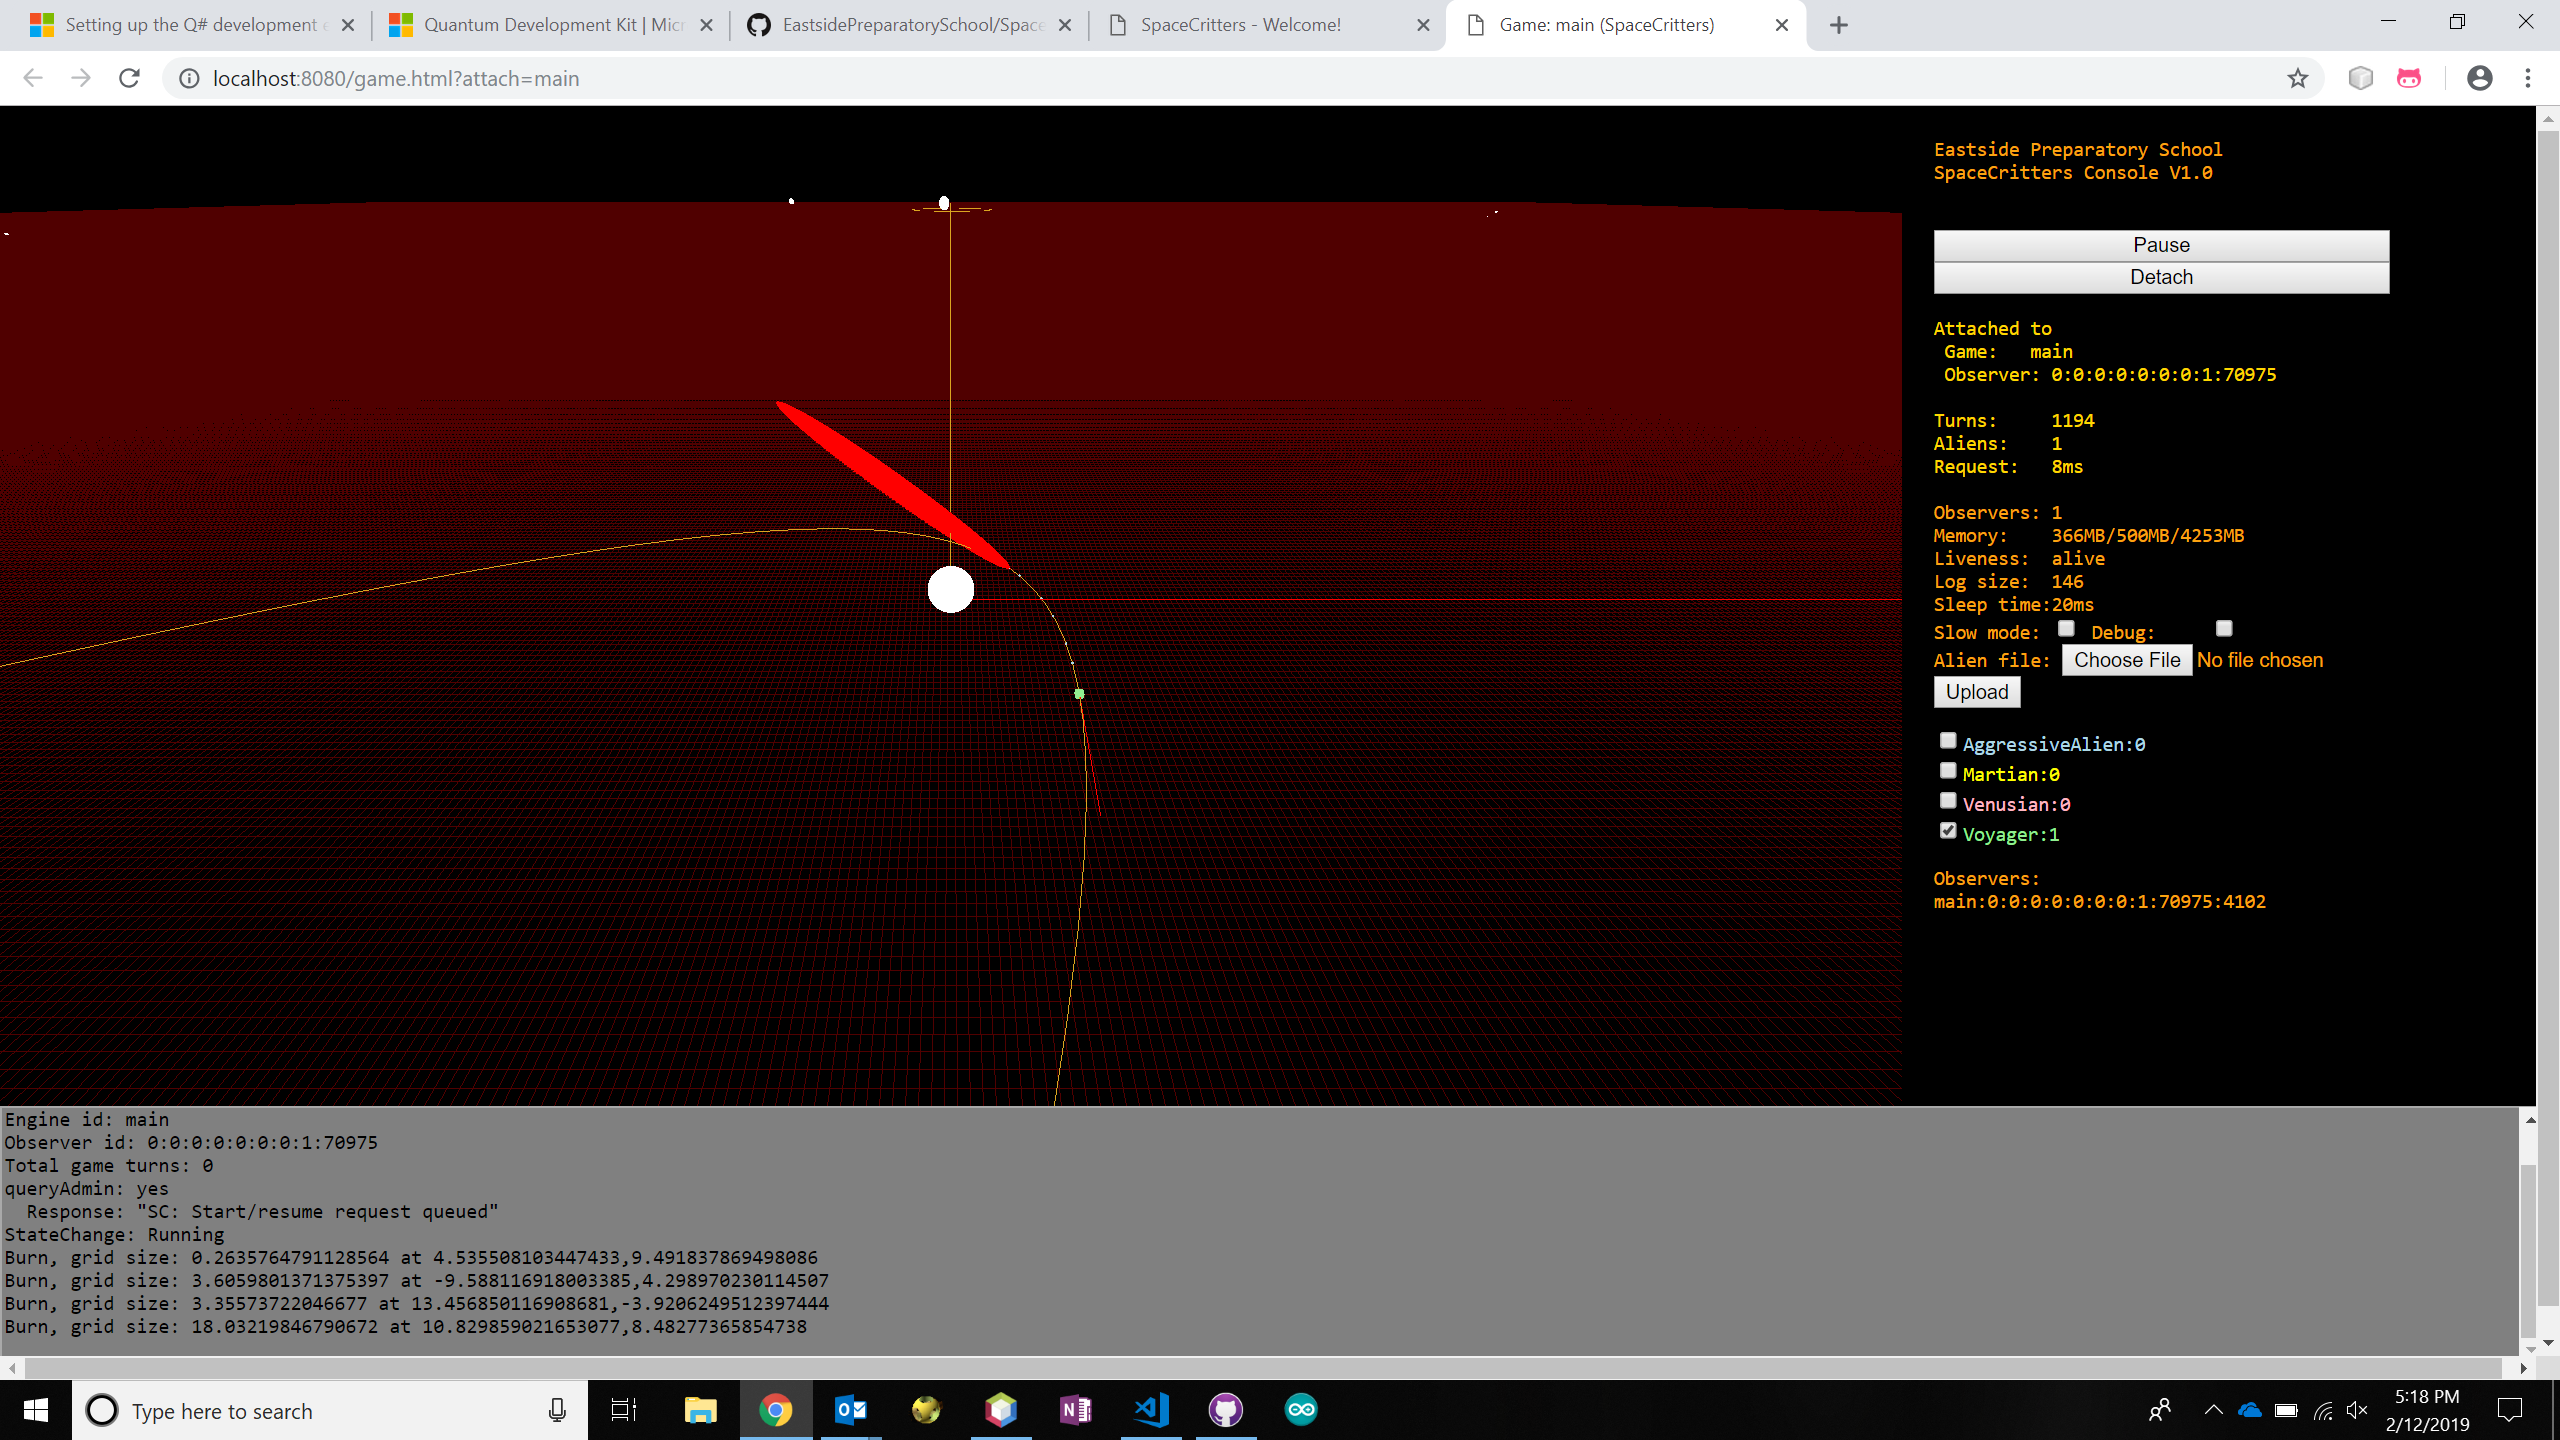 Setting up the Q# development e
Quantum Development Kit | Micr
EastsidePreparatorySchool/Space
SpaceCritters - Welcome!
Game: main (SpaceCritters)
localhost:8080/game.html?attach=main
Eastside Preparatory School
SpaceCritters Console V1.0
Pause
Detach
Attached to
Game: main
Observer: 0:0:0:0:0:0:0:1:70975
Turns: 1194
Aliens: 1
Request: 8ms
Observers: 1
Memory: 366MB/500MB/4253MB
Liveness: alive
Log size: 146
Sleep time:20ms
Slow mode: Debug:
Alien file: Choose File No file chosen
Upload
AggressiveAlien:0
Martian:0
Venusian:0
Voyager:1
Observers:
main:0:0:0:0:0:0:0:1:70975:4102
Engine id: main
Observer id: 0:0:0:0:0:0:0:1:70975
Total game turns: 0
queryAdmin: yes
Response: "SC: Start/resume request queued"
StateChange: Running
Burn, grid size: 0.2635764791128564 at 4.535508103447433,9.491837869498086
Burn, grid size: 3.6059801371375397 at -9.588116918003385,4.298970230114507
Burn, grid size: 3.35573722046677 at 13.456850116908681,-3.9206249512397444
Burn, grid size: 18.03219846790672 at 10.829859021653077,8.48277365854738
Type here to search
5:18 PM
2/12/2019